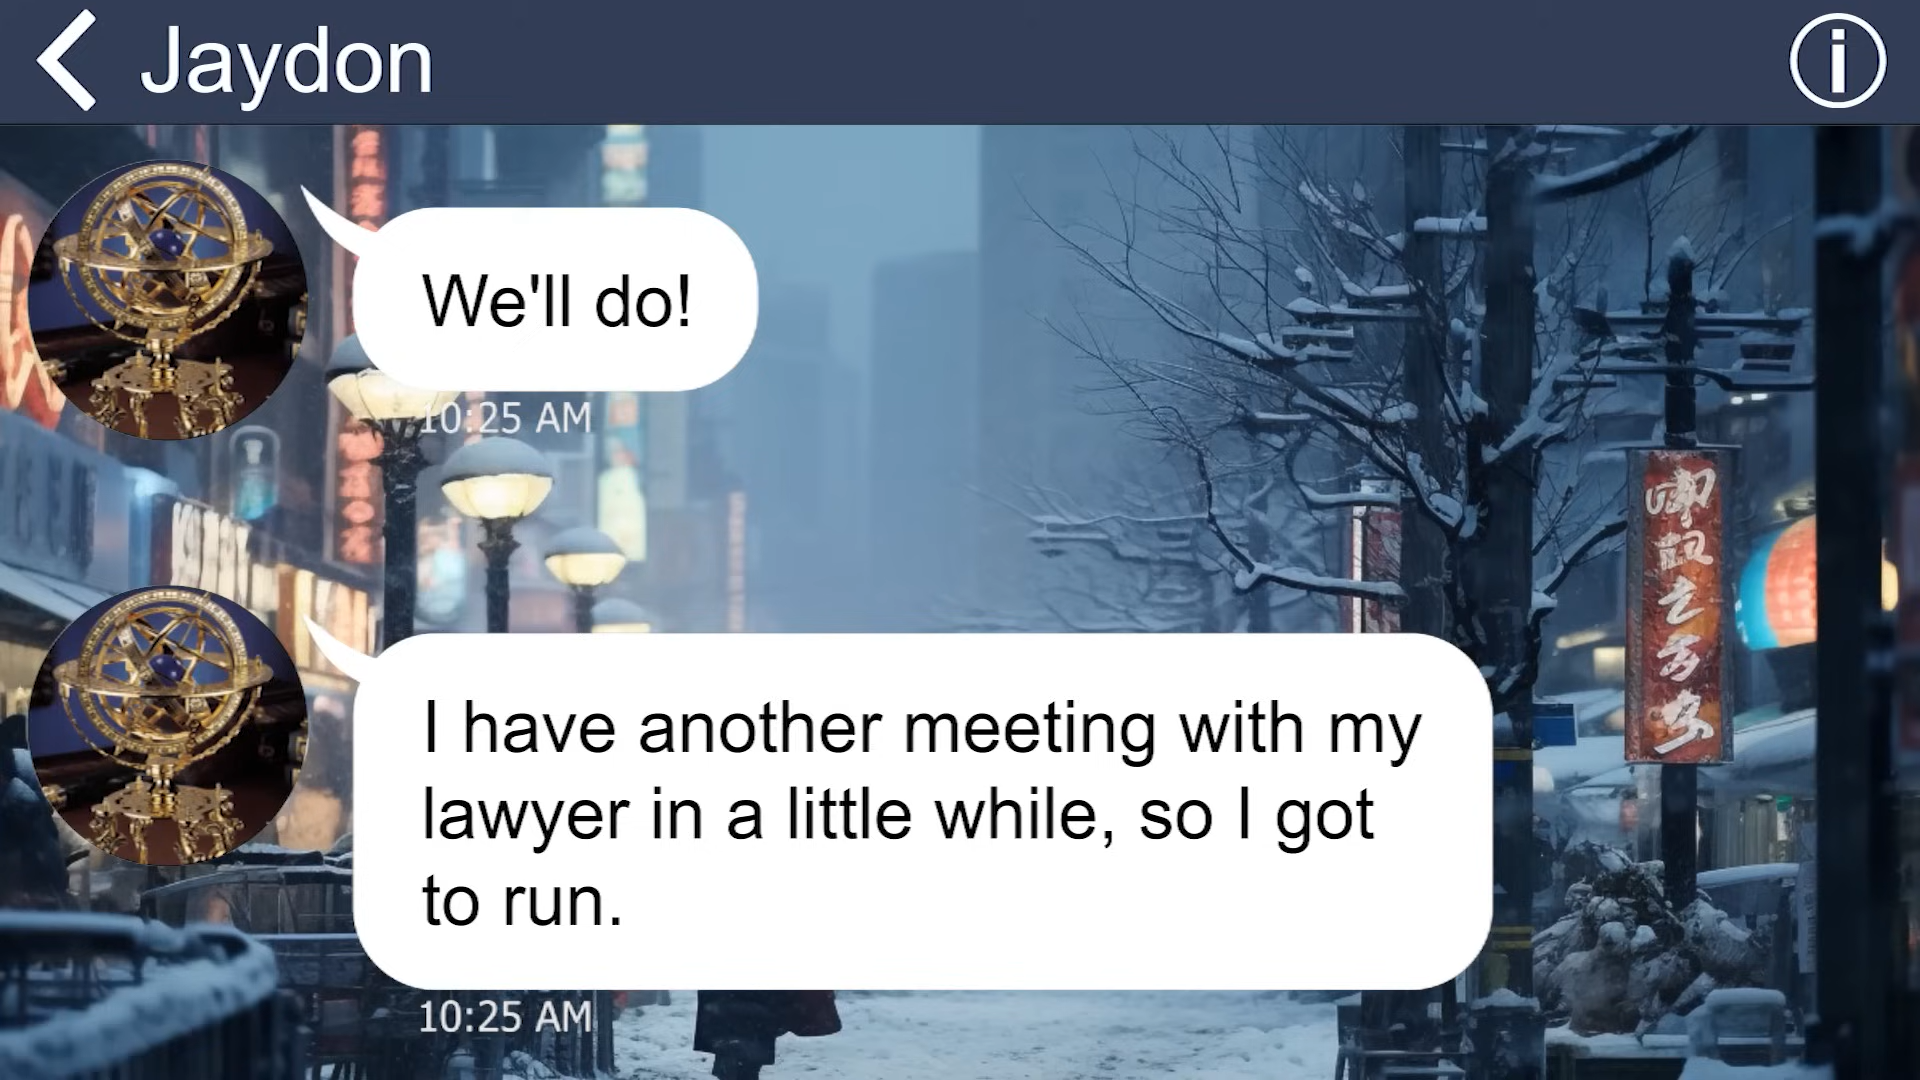 Jaydon
We'll do!
10:25 AM
I have another meeting with my
lawyer in a little while, so I got
to run.
10:25 AM